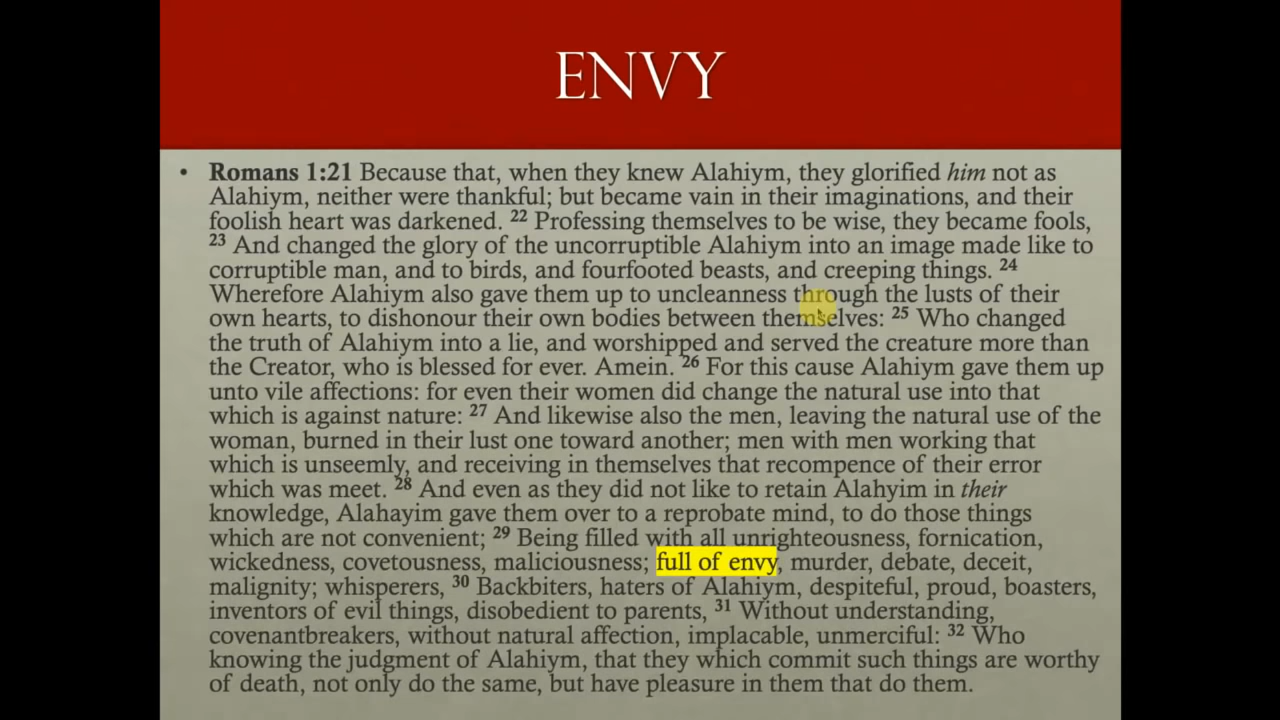 ENVY
• Romans 1:21 Because that, when they knew Alahiym, they glorified him not as
Alahiym, neither were thankful; but became vain in their imaginations, and their
foolish heart was darkened. 22 Professing themselves to be wise, they became fools,
23 And changed the glory of the uncorruptible Alahiym into an image made like to
corruptible man, and to birds, and fourfooted beasts, and creeping things. 24
Wherefore Alahiym also gave them up to uncleanness through the lusts of their
own hearts, to dishonour their own bodies between themselves: 25 Who changed
the truth of Alahiym into a lie, and worshipped and served the creature more than
the Creator, who is blessed for ever. Amein. 26 For this cause Alahiym gave them up
unto vile affections: for even their women did change the natural use into that
which is against nature: 27 And likewise also the men, leaving the natural use of the
woman, burned in their lust one toward another; men with men working that
which is unseemly, and receiving in themselves that recompence of their error
which was meet. 28 And even as they did not like to retain Alahyim in their
knowledge, Alahayim gave them over to a reprobate mind, to do those things
which are not convenient; 29 Being filled with all unrighteousness, fornication,
wickedness, covetousness, maliciousness; full of envy, murder, debate, deceit,
malignity; whisperers, 30 Backbiters, haters of Alahiym, despiteful, proud, boasters,
inventors of evil things, disobedient to parents, 31 Without understanding,
covenantbreakers, without natural affection, implacable, unmerciful: 32 Who
knowing the judgment of Alahiym, that they which commit such things are worthy
of death, not only do the same, but have pleasure in them that do them.